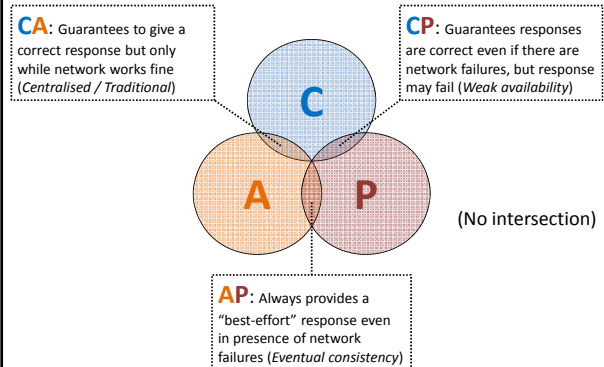 CA: Guarantees to give a
correct response but only
while network works fine
(Centralised / Traditional)
CP: Guarantees responses
are correct even if there are
network failures, but response
may fail (Weak availability)
C
A
P
(No intersection)
AP: Always provides a
“best-effort” response even
in presence of network
failures (Eventual consistency)